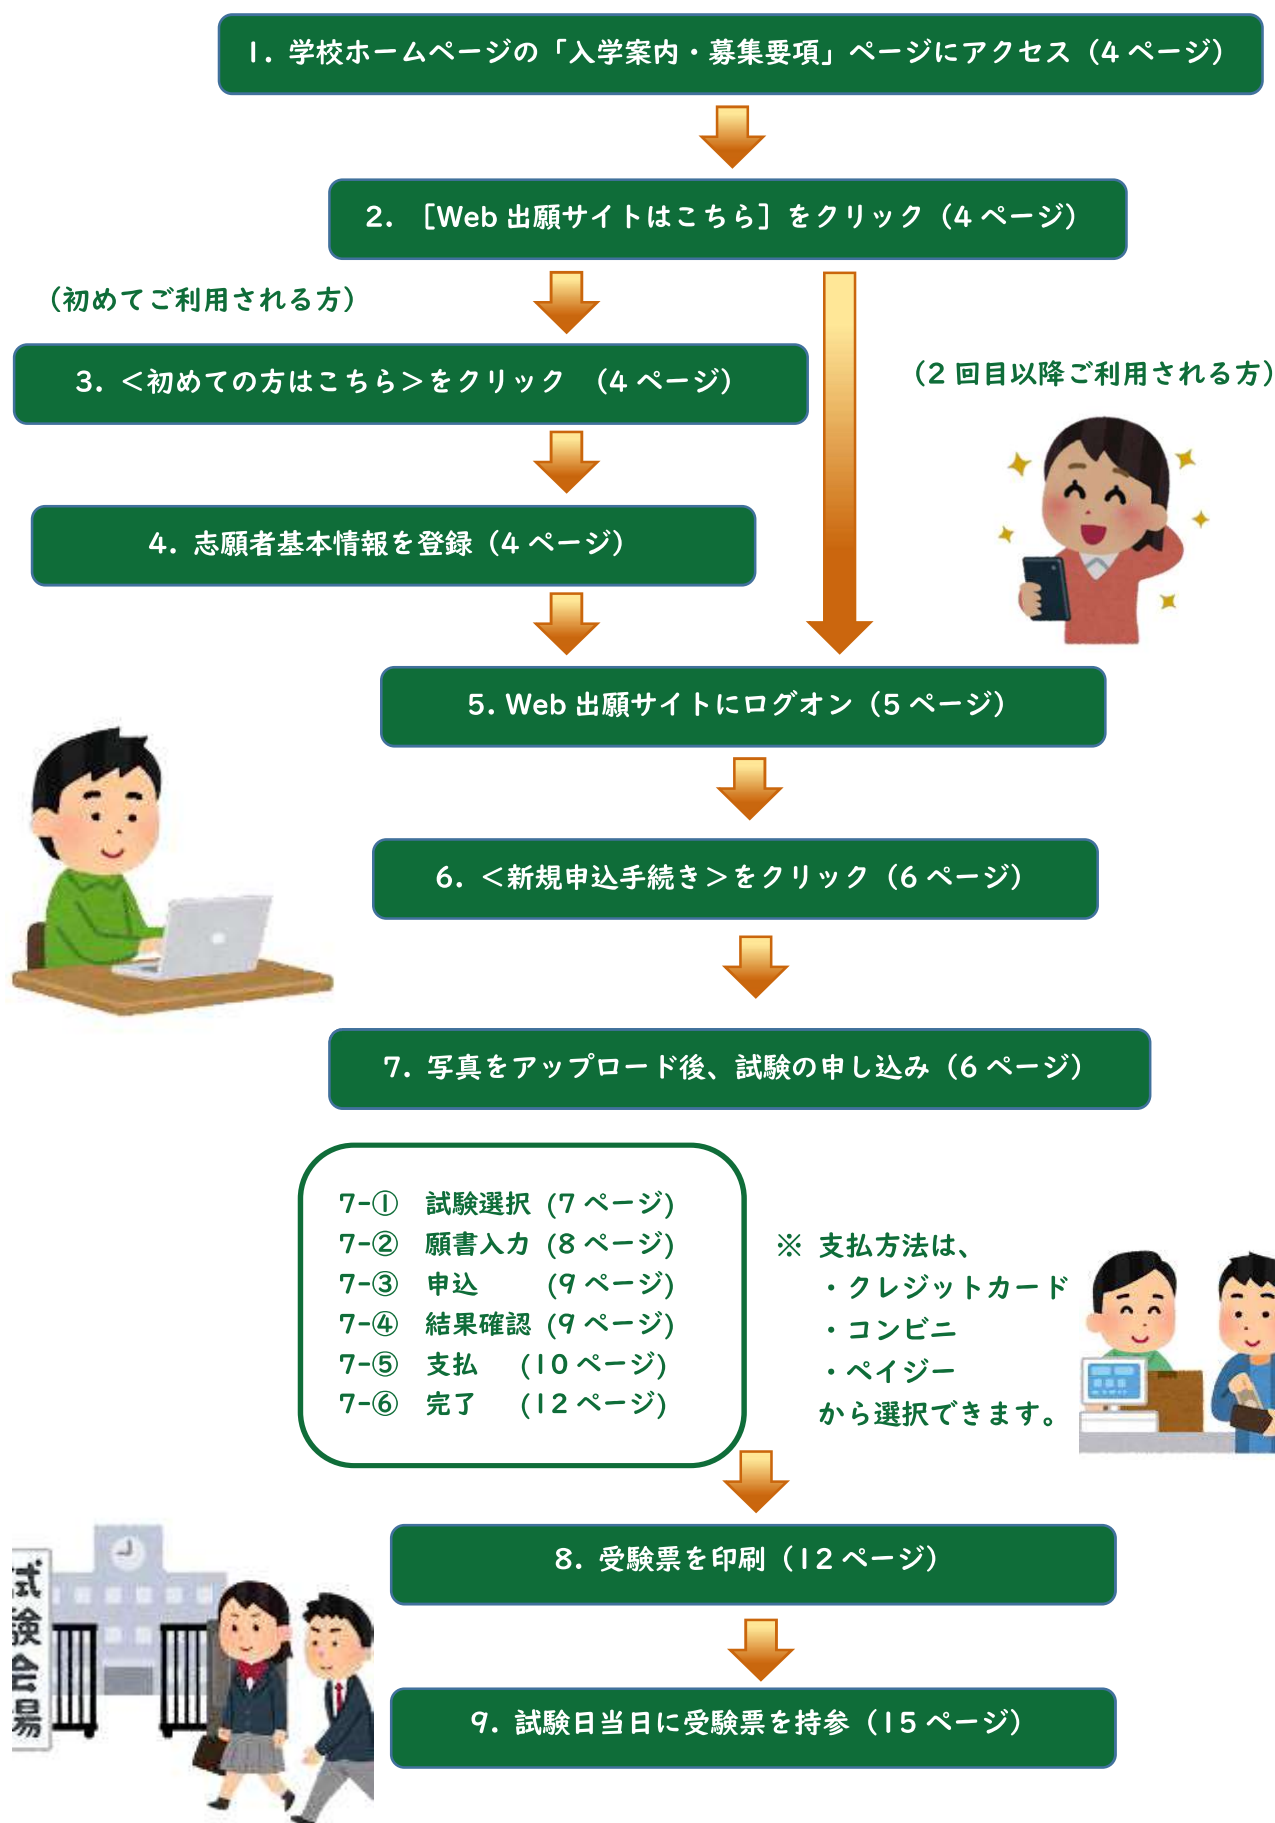 1. 学校ホームページの「入学案内・募集要項」ページにアクセス（4 ページ）
2. ［Web 出願サイトはこちら］をクリック（4 ページ）
（初めてご利用される方）
3. ＜初めての方はこちら＞をクリック （4 ページ）
（2 回目以降ご利用される方）
4. 志願者基本情報を登録（4 ページ）
5. Web 出願サイトにログオン（5 ページ）
6. ＜新規申込手続き＞をクリック（6 ページ）
7. 写真をアップロード後、試験の申し込み（6 ページ）
7-① 試験選択 (7 ページ)
7-② 願書入力 (8 ページ)
7-③ 申込 (9 ページ)
7-④ 結果確認 (9 ページ)
7-⑤ 支払 (10 ページ)
7-⑥ 完了 (12 ページ)
※ 支払方法は、
・クレジットカード
・コンビニ
・ペイジー
から選択できます。
8. 受験票を印刷（12 ページ）
試験会場
9. 試験日当日に受験票を持参（15 ページ）